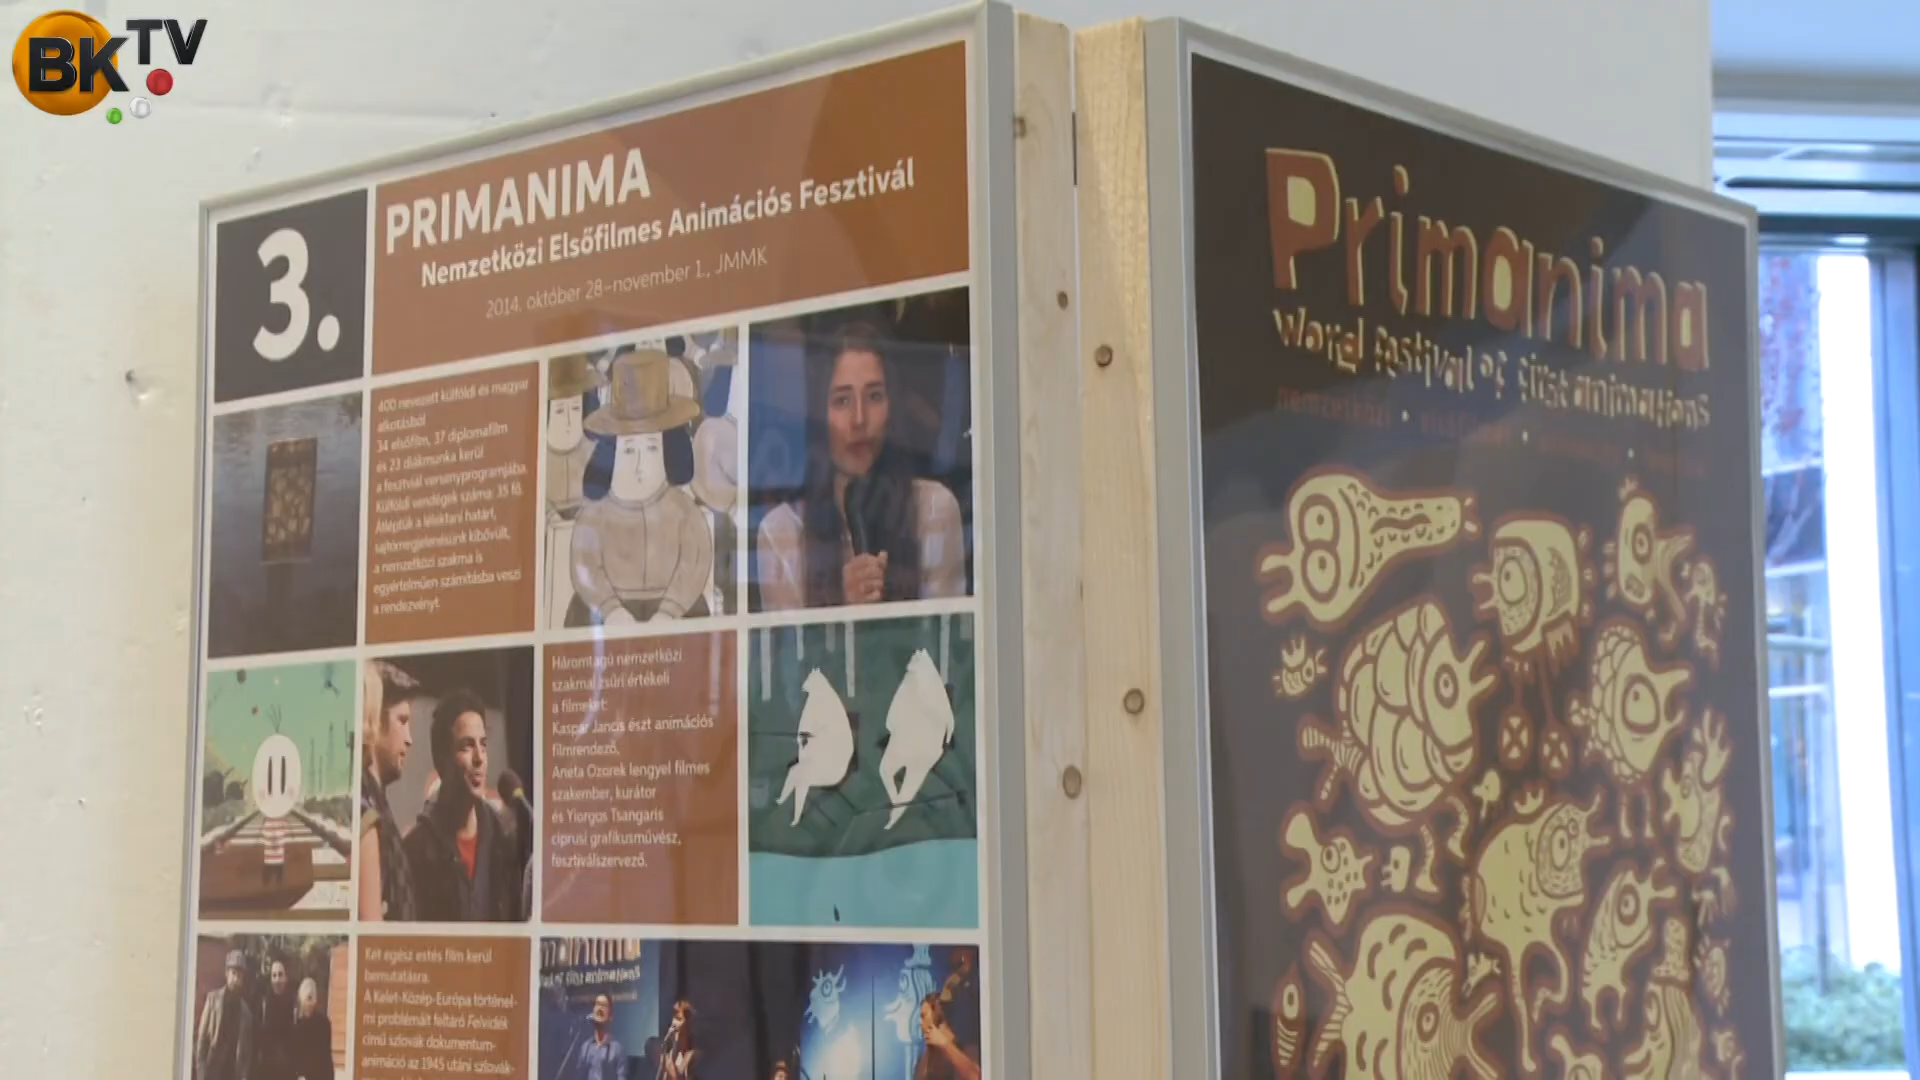 BKTV
3.
PRIMANIMA
Nemzetközi Elsőfilmes Animációs Fesztivál
2014. október 28–november 1., JMMK
400 nevezett külföldi és magyar
alkotásból
34 elsőfilm, 37 diplomafilm
és 23 diákmunka kerül
a fesztivál versenyprogramjába.
Külföldi vendégek száma: 35 fő.
Átléptük a lélektani határt,
sajtómegjelenésünk kibővült,
a nemzetközi szakma is
egyértelműen számításba veszi
a rendezvényt.
Háromtagú nemzetközi
szakmai zsűri értékeli
a filmeket:
Kaspar Jancis észt animációs
filmrendező,
Aneta Ozorek lengyel filmes
szakember, kurátor
és Yiorgos Tsangaris
ciprusi grafikusművész,
fesztiválszervező.
Két egész estés film kerül
bemutatásra.
A Kelet-Közép-Európa történel-
mi problémáit feltáró Felvidék
című szlovák dokumentum-
animáció az 1945 utáni szlovák-
of first animations
Primanima
World festival of first animations
nemzetközi